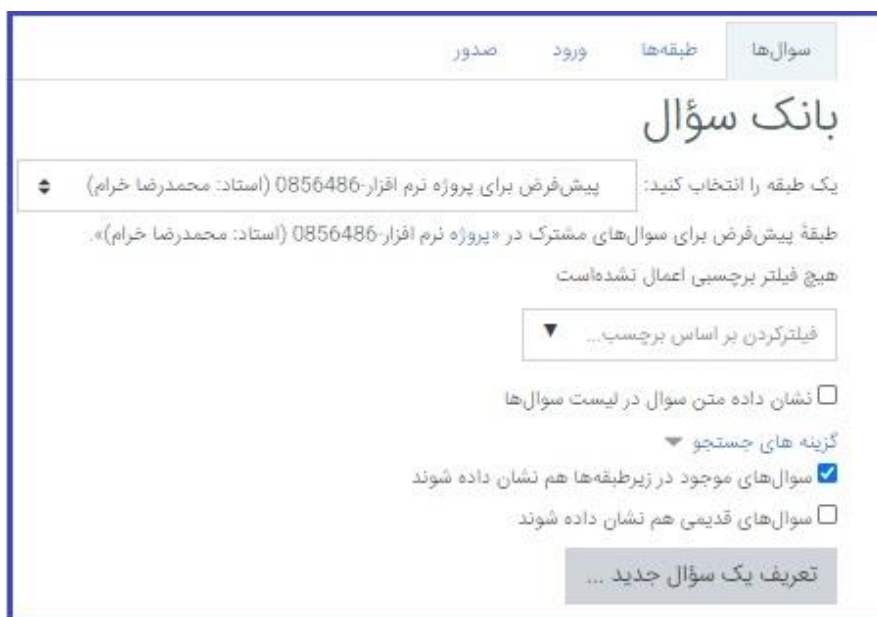 سوال‌ها طبقه‌ها ورود صدور
بانک سؤال
یک طبقه را انتخاب کنید: پیش‌فرض برای پروژه نرم افزار-0856486 (استاد: محمدرضا خرام)
طبقهٔ پیش‌فرض برای سوال‌های مشترک در «پروژه نرم افزار-0856486 (استاد: محمدرضا خرام)».
هیچ فیلتر برچسبی اعمال نشده‌است
فیلترکردن بر اساس برچسب...
نشان داده متن سوال در لیست سوال‌ها
گزینه های جستجو
سوال‌های موجود در زیرطبقه‌ها هم نشان داده شوند
سوال‌های قدیمی هم نشان داده شوند
تعریف یک سؤال جدید ...